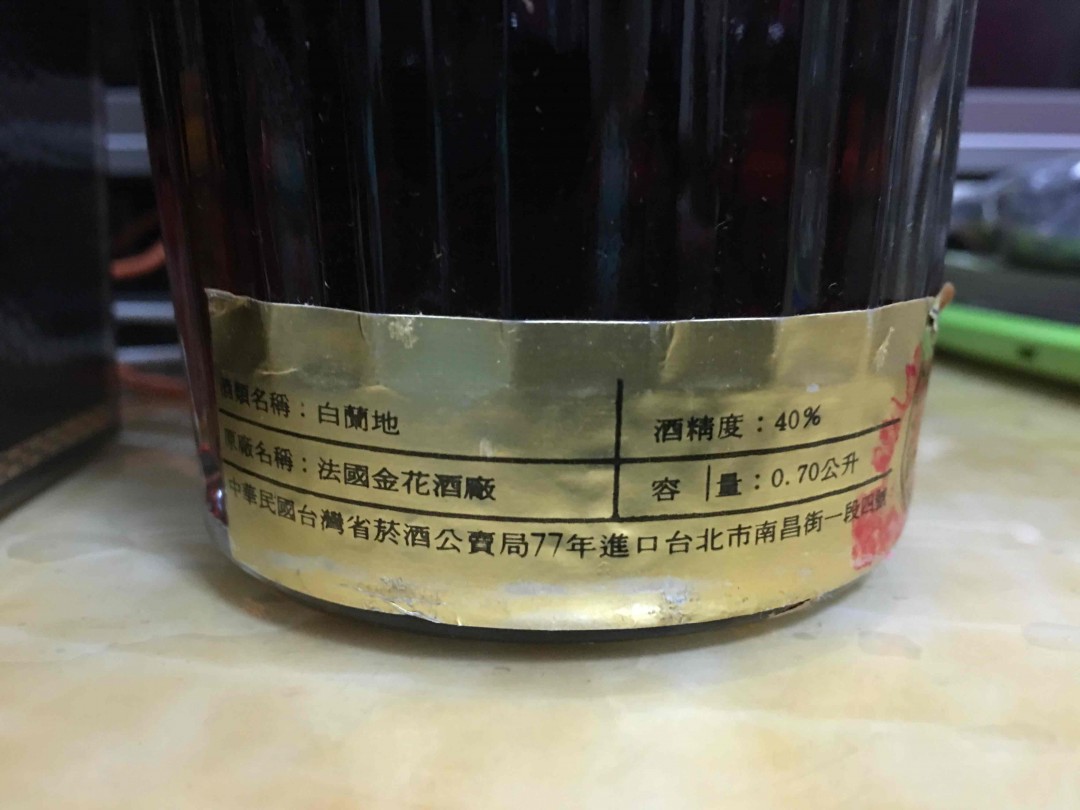 酒類名稱：白蘭地
酒精度：40%
原廠名稱：法國金花酒廠
容量：0.70公升
中華民國台灣省菸酒公賣局77年進口台北市南昌街一段四號